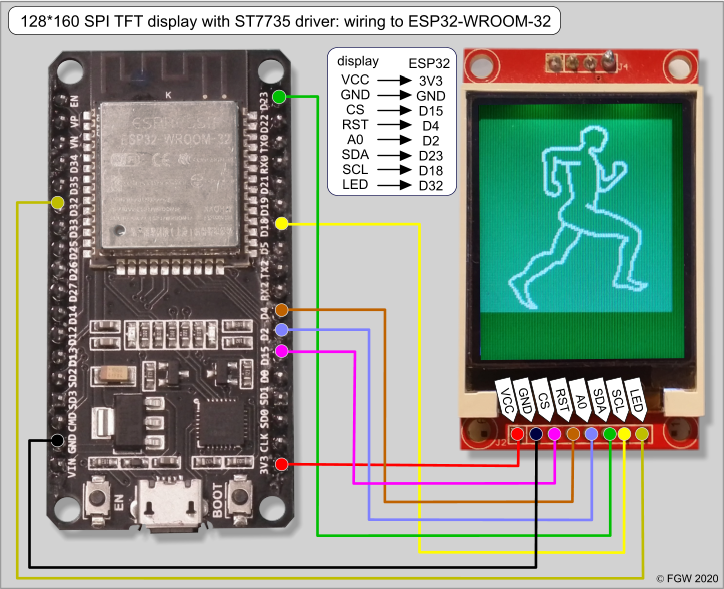 128*160 SPI TFT display with ST7735 driver: wiring to ESP32-WROOM-32
display ESP32
VCC 3V3
GND GND
CS D15
RST D4
A0 D2
SDA D23
SCL D18
LED D32
EN
VP
VN
D34
D35
D32
D33
D25
D26
D27
D14
D12
D13
SD2
SD3
CMD
GND
VIN
K
ESP32-WROOM-32
CE
D23
D22
TX0
RX0
D21
D19
D18
D5
TX2
RX2
D4
D2
D15
D0
SD1
SD0
CLK
3V3
EN
BOOT
J4
VCC
GND
CS
RST
A0
SDA
SCL
LED
J2
© FGW 2020